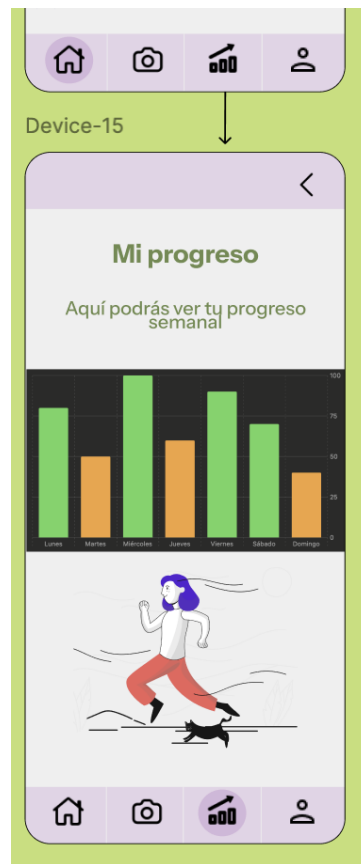 Device-15
Mi progreso
Aquí podrás ver tu progreso
semanal
100
75
50
25
0
Lunes Martes Miércoles Jueves Viernes Sábado Domingo